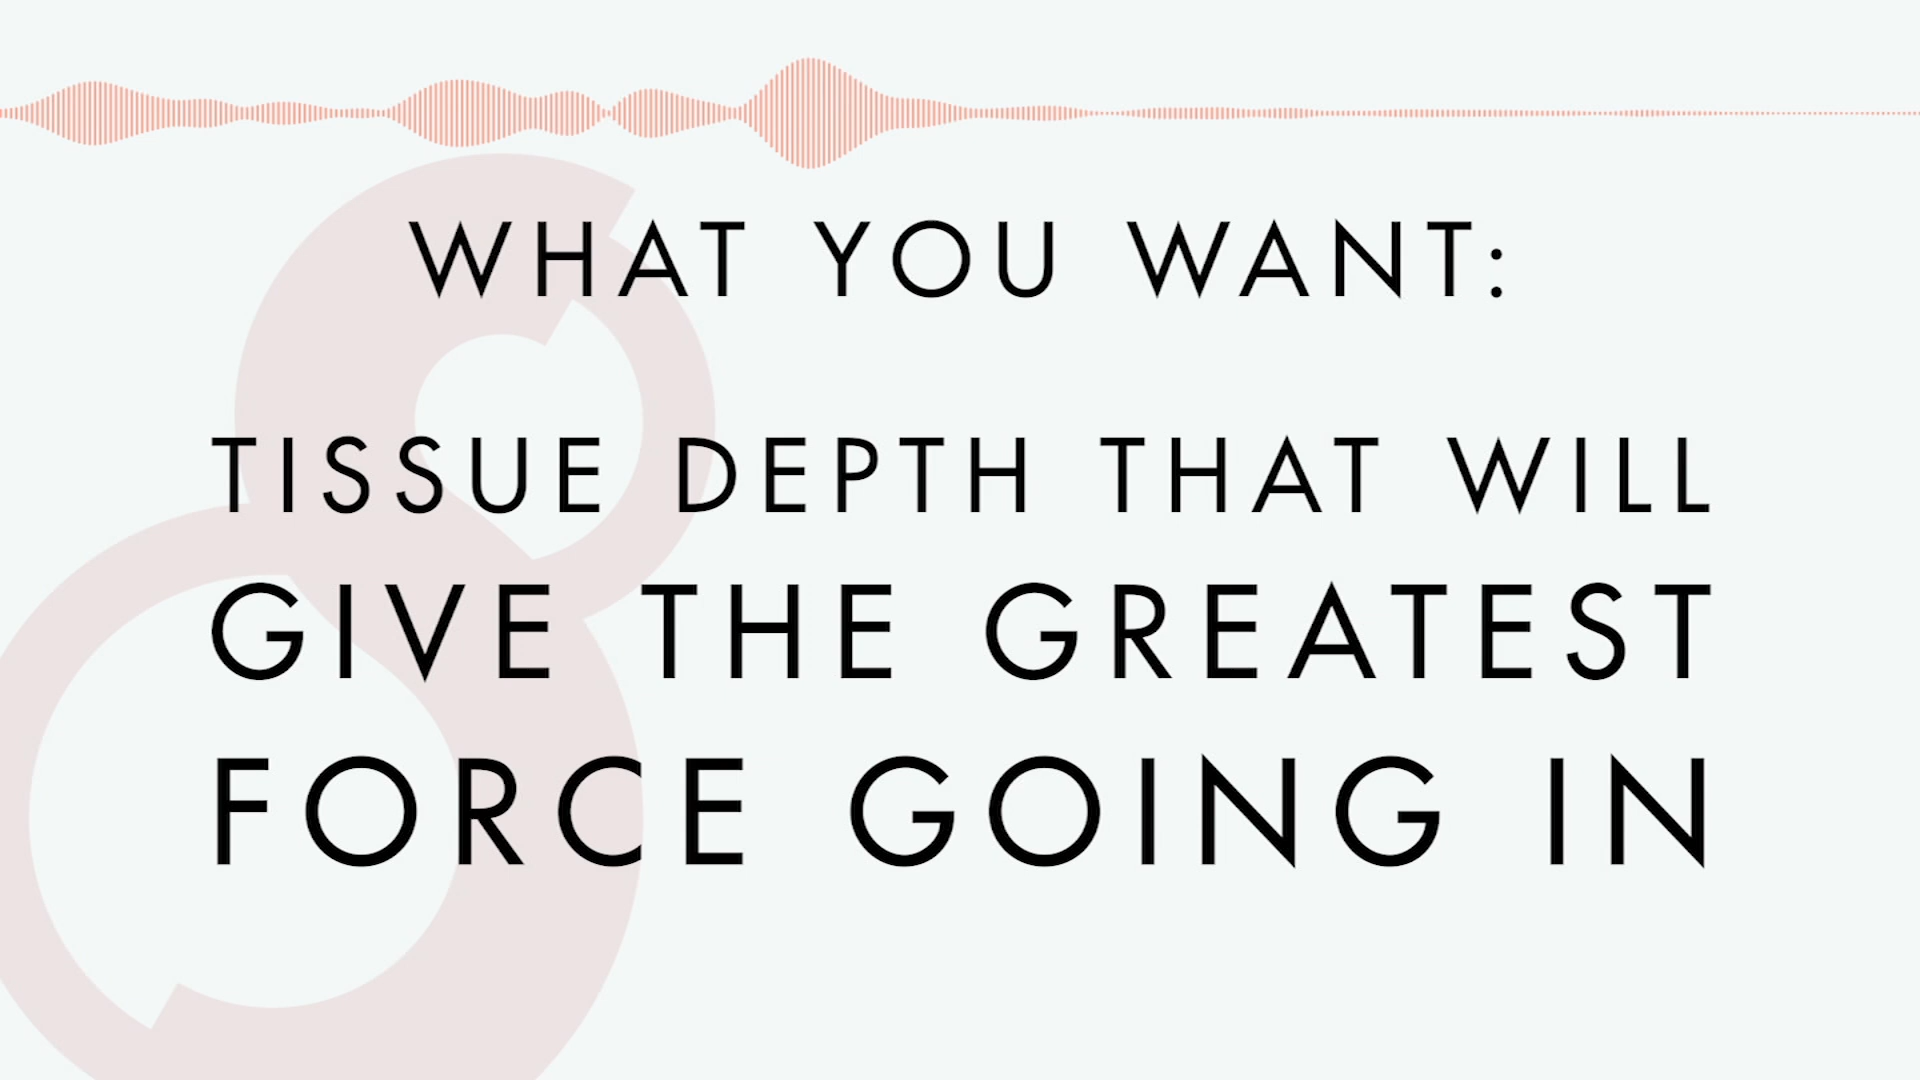 WHAT YOU WANT:
TISSUE DEPTH THAT WILL
GIVE THE GREATEST
FORCE GOING IN